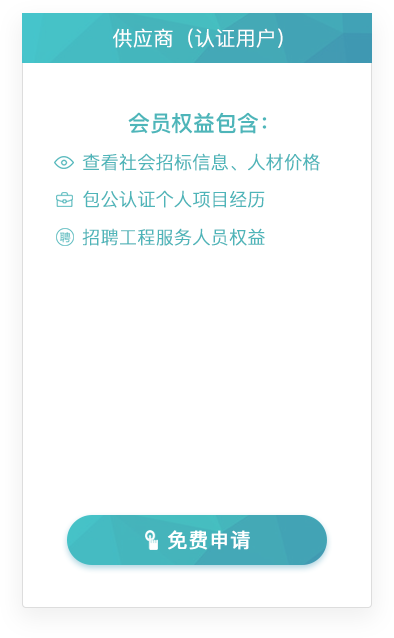 供应商（认证用户）
会员权益包含：
查看社会招标信息、人材价格
包公认证个人项目经历
聘 招聘工程服务人员权益
免费申请